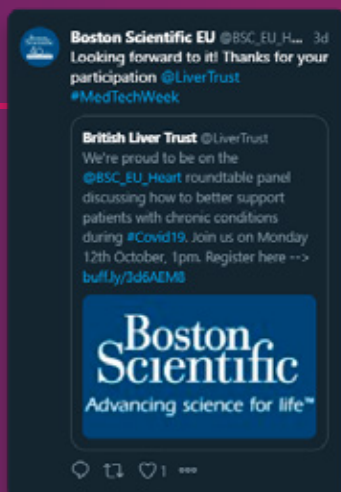 Boston Scientific EU @BSC_EU_H... 3d
Looking forward to it! Thanks for your
participation @LiverTrust
#MedTechWeek
British Liver Trust @LiverTrust
We're proud to be on the
@BSC_EU_Heart roundtable panel
discussing how to better support
patients with chronic conditions
during #Covid19. Join us on Monday
12th October, 1pm. Register here -->
buff.ly/3d6AEM8
Boston
Scientific
Advancing science for life™
1